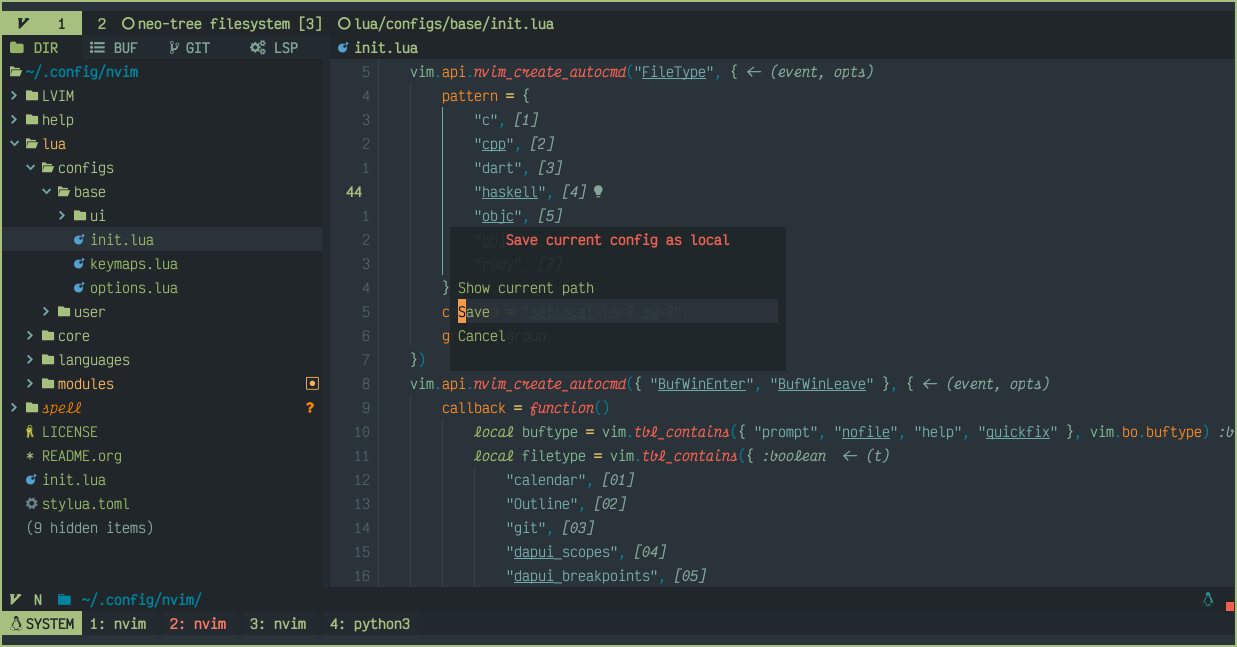 1 2 neo-tree filesystem [3] lua/configs/base/init.lua
DIR BUF GIT LSP
~/.config/nvim
LVIM
help
lua
configs
base
ui
init.lua
keymaps.lua
options.lua
user
core
languages
modules
spell ?
LICENSE
README.org
init.lua
stylua.toml
(9 hidden items)
init.lua
5 vim.api.nvim_create_autocmd("FileType", { <- (event, opts)
4 pattern = {
3 "c", [1]
2 "cpp", [2]
1 "dart", [3]
44 "haskell", [4]
1 "objc", [5]
2
3 "ruby", [7]
4 }
5 c = "setlocal ts=2 sw=2"
6 g group
7 })
8 vim.api.nvim_create_autocmd({ "BufWinEnter", "BufWinLeave" }, { <- (event, opts)
9 callback = function()
10 local buftype = vim.tbl_contains({ "prompt", "nofile", "help", "quickfix" }, vim.bo.buftype) :b
11 local filetype = vim.tbl_contains({ :boolean <- (t)
12 "calendar", [01]
13 "Outline", [02]
14 "git", [03]
15 "dapui_scopes", [04]
16 "dapui_breakpoints", [05]
Save current config as local
Show current path
Save
Cancel
N ~/.config/nvim/
SYSTEM 1: nvim 2: nvim 3: nvim 4: python3